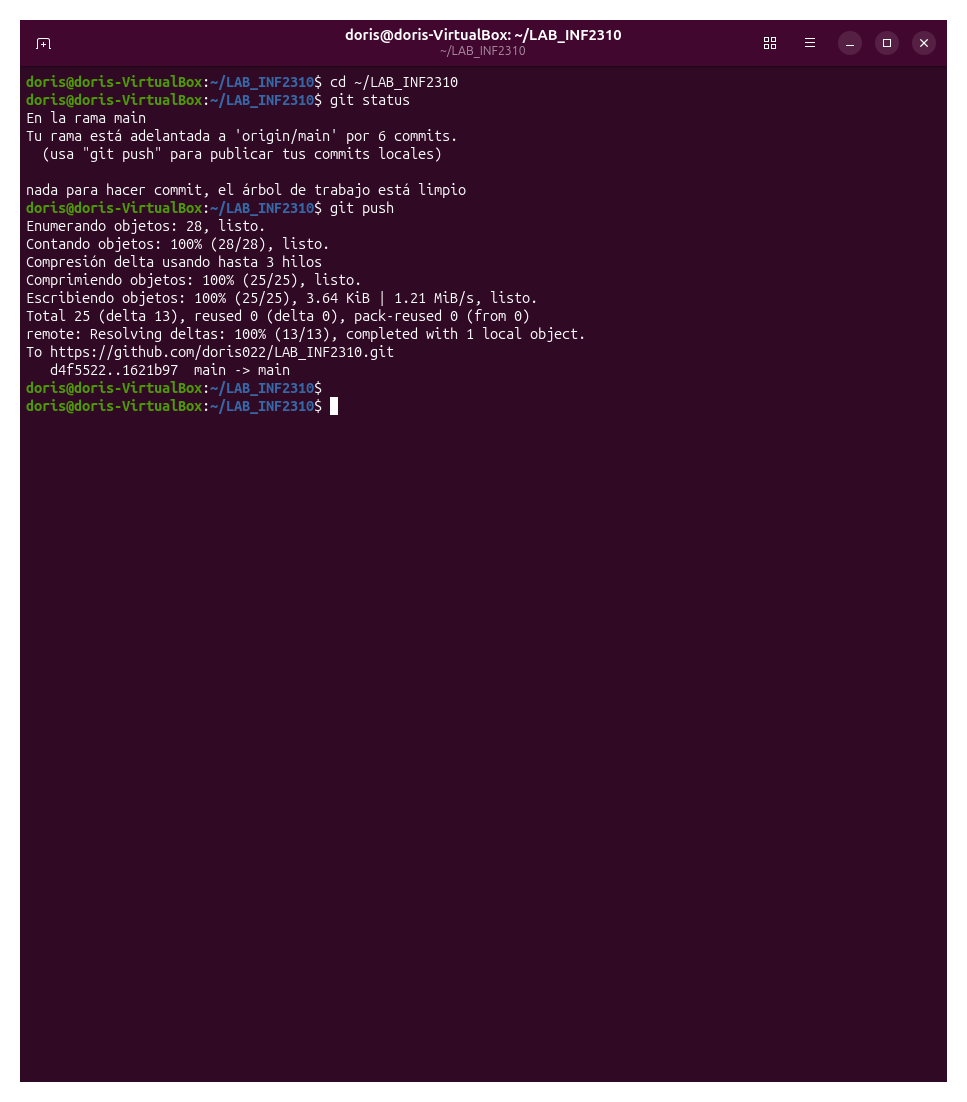 doris@doris-VirtualBox: ~/LAB_INF2310
~/LAB_INF2310
doris@doris-VirtualBox:~/LAB_INF2310$ cd ~/LAB_INF2310
doris@doris-VirtualBox:~/LAB_INF2310$ git status
En la rama main
Tu rama está adelantada a 'origin/main' por 6 commits.
  (usa "git push" para publicar tus commits locales)

nada para hacer commit, el árbol de trabajo está limpio
doris@doris-VirtualBox:~/LAB_INF2310$ git push
Enumerando objetos: 28, listo.
Contando objetos: 100% (28/28), listo.
Compresión delta usando hasta 3 hilos
Comprimiendo objetos: 100% (25/25), listo.
Escribiendo objetos: 100% (25/25), 3.64 KiB | 1.21 MiB/s, listo.
Total 25 (delta 13), reused 0 (delta 0), pack-reused 0 (from 0)
remote: Resolving deltas: 100% (13/13), completed with 1 local object.
To https://github.com/doris022/LAB_INF2310.git
   d4f5522..1621b97  main -> main
doris@doris-VirtualBox:~/LAB_INF2310$
doris@doris-VirtualBox:~/LAB_INF2310$